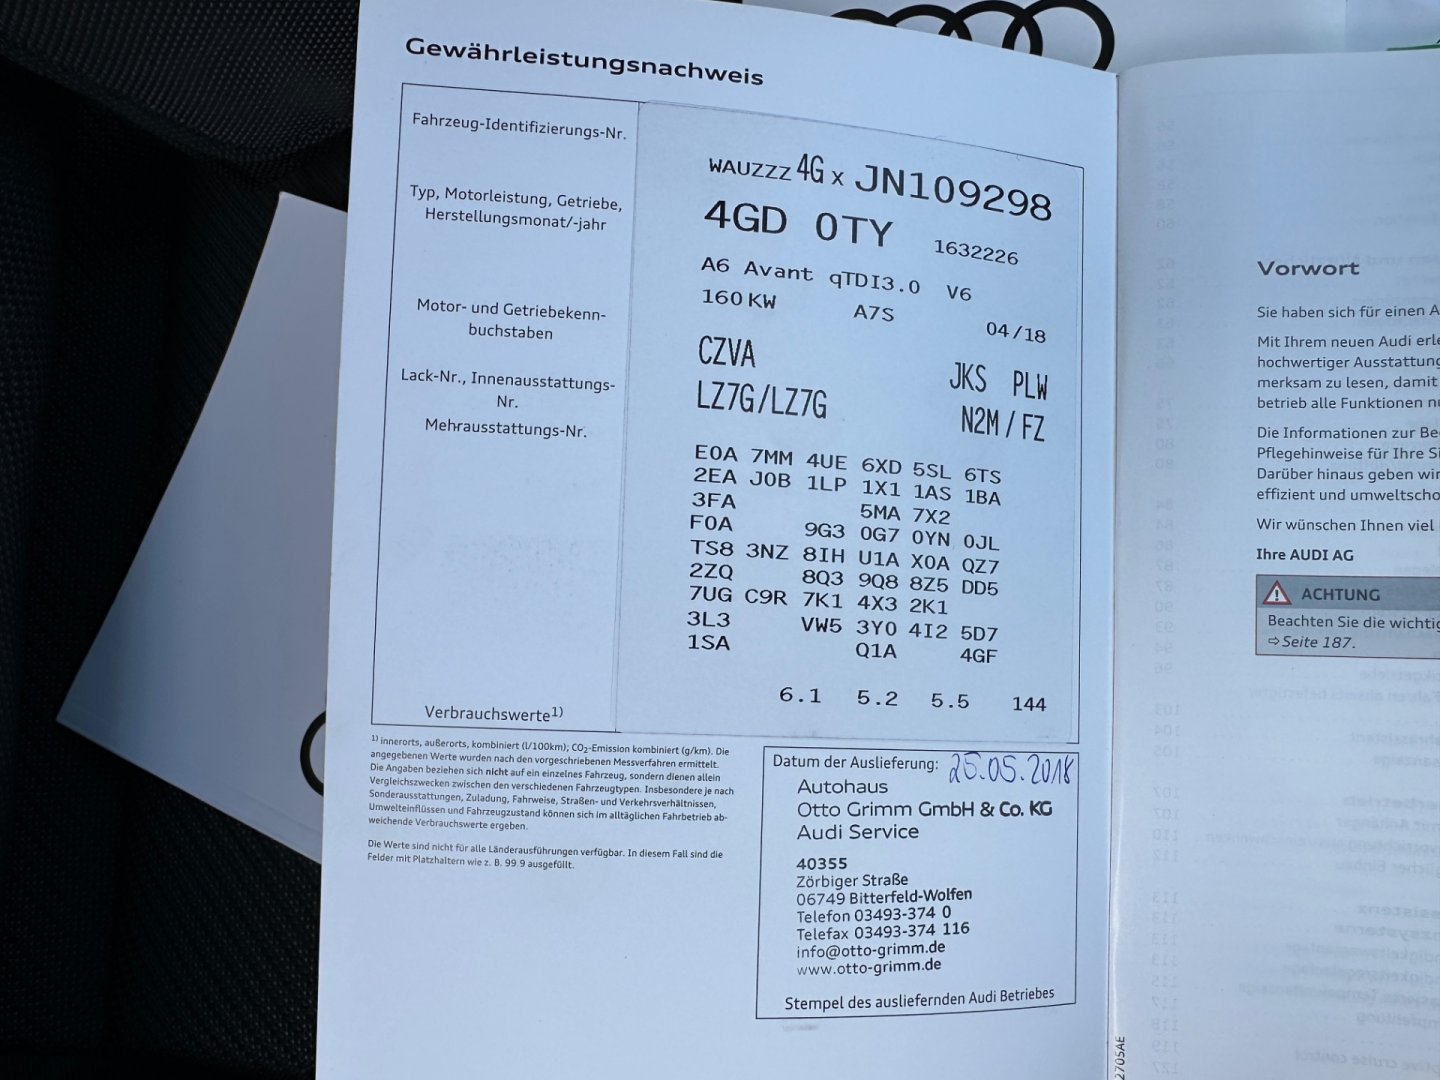 Gewährleistungsnachweis
Fahrzeug-Identifizierungs-Nr.
WAUZZZ 4G X JN109298
Typ, Motorleistung, Getriebe,
Herstellungsmonat/-jahr
4GD 0TY 1632226
A6 Avant qTDI3.0 V6
160 KW A7S 04/18
Motor- und Getriebekenn-
buchstaben
CZVA JKS PLW
Lack-Nr., Innenausstattungs-
Nr.
LZ7G/LZ7G N2M / FZ
Mehrausstattungs-Nr.
E0A 7MM 4UE 6XD 5SL 6TS
2EA J0B 1LP 1X1 1AS 1BA
3FA 5MA 7X2
F0A 9G3 0G7 0YN 0JL
TS8 3NZ 8IH U1A X0A QZ7
2ZQ 8Q3 9Q8 8Z5 DD5
7UG C9R 7K1 4X3 2K1
3L3 VW5 3Y0 4I2 5D7
1SA Q1A 4GF
Verbrauchswerte1)
6.1 5.2 5.5 144
1) innerorts, außerorts, kombiniert (l/100km); CO2-Emission kombiniert (g/km). Die
angegebenen Werte wurden nach den vorgeschriebenen Messverfahren ermittelt.
Die Angaben beziehen sich nicht auf ein einzelnes Fahrzeug, sondern dienen allein
Vergleichszwecken zwischen den verschiedenen Fahrzeugtypen. Insbesondere je nach
Sonderausstattungen, Zuladung, Fahrweise, Straßen- und Verkehrsverhältnissen,
Umwelteinflüssen und Fahrzeugzustand können sich im alltäglichen Fahrbetrieb ab-
weichende Verbrauchswerte ergeben.
Die Werte sind nicht für alle Länderausführungen verfügbar. In diesem Fall sind die
Felder mit Platzhaltern wie z. B. 99.9 ausgefüllt.
Datum der Auslieferung: 25.05.2018
Autohaus
Otto Grimm GmbH & Co. KG
Audi Service
40355
Zörbiger Straße
06749 Bitterfeld-Wolfen
Telefon 03493-374 0
Telefax 03493-374 116
info@otto-grimm.de
www.otto-grimm.de
Stempel des ausliefernden Audi Betriebes
2705AE
Vorwort
Sie haben sich für einen A
Mit Ihrem neuen Audi erle
hochwertiger Ausstattung
merksam zu lesen, damit
betrieb alle Funktionen nu
Die Informationen zur Be
Pflegehinweise für Ihre Si
Darüber hinaus geben wir
effizient und umweltscho
Wir wünschen Ihnen viel
Ihre AUDI AG
ACHTUNG
Beachten Sie die wichtig
⇨Seite 187.